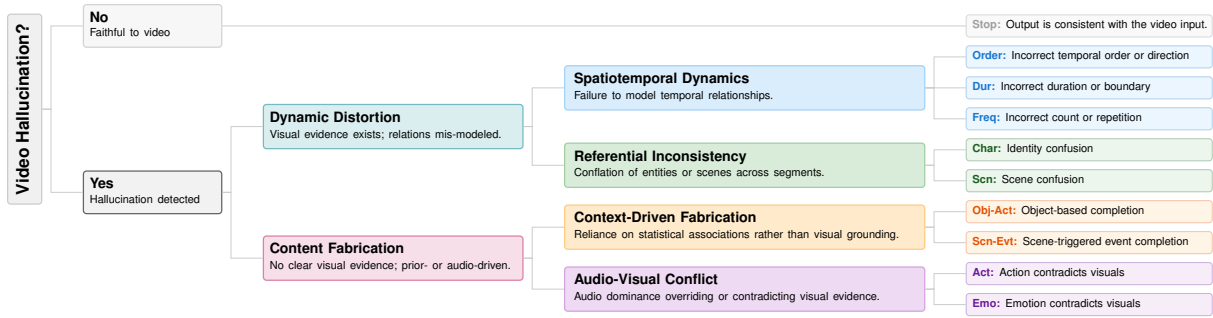 Video Hallucination?
No
Faithful to video
Stop: Output is consistent with the video input.
Yes
Hallucination detected
Dynamic Distortion
Visual evidence exists; relations mis-modeled.
Spatiotemporal Dynamics
Failure to model temporal relationships.
Order: Incorrect temporal order or direction
Dur: Incorrect duration or boundary
Freq: Incorrect count or repetition
Referential Inconsistency
Conflation of entities or scenes across segments.
Char: Identity confusion
Scn: Scene confusion
Content Fabrication
No clear visual evidence; prior- or audio-driven.
Context-Driven Fabrication
Reliance on statistical associations rather than visual grounding.
Obj-Act: Object-based completion
Scn-Evt: Scene-triggered event completion
Audio-Visual Conflict
Audio dominance overriding or contradicting visual evidence.
Act: Action contradicts visuals
Emo: Emotion contradicts visuals